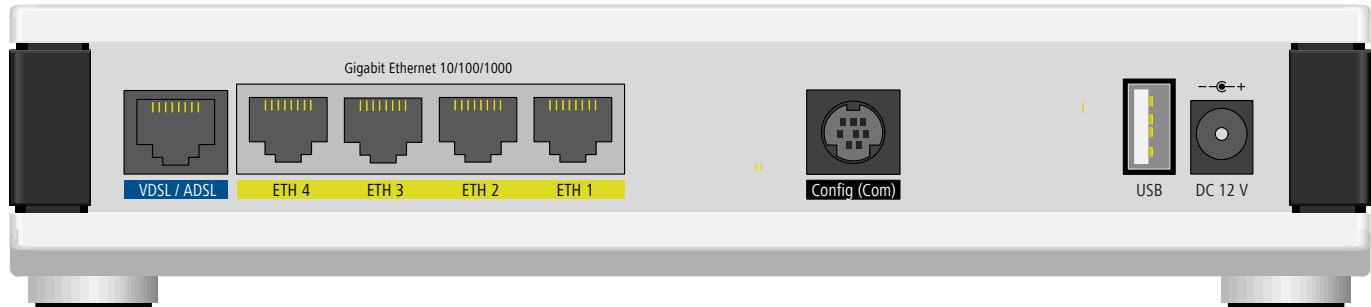 Gigabit Ethernet 10/100/1000
VDSL / ADSL
ETH 4
ETH 3
ETH 2
ETH 1
Config (Com)
USB
DC 12 V